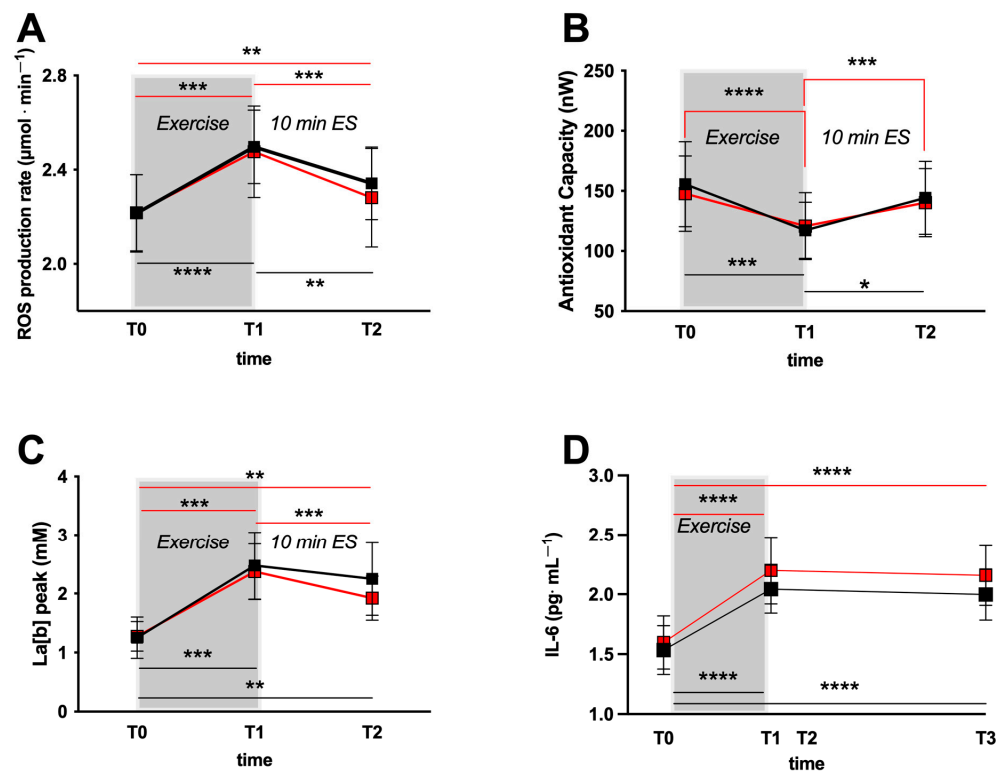 A
ROS production rate (µmol · min⁻¹)
2.8
2.4
2.0
**
***
***
Exercise
10 min ES
****
**
T0
T1
T2
time
B
Antioxidant Capacity (nW)
250
200
150
100
50
****
***
Exercise
10 min ES
***
*
T0
T1
T2
time
C
La[b] peak (mM)
4
3
2
1
0
**
***
***
Exercise
10 min ES
***
**
T0
T1
T2
time
D
IL-6 (pg· mL⁻¹)
3.0
2.5
2.0
1.5
1.0
****
****
Exercise
****
****
T0
T1
T2
T3
time